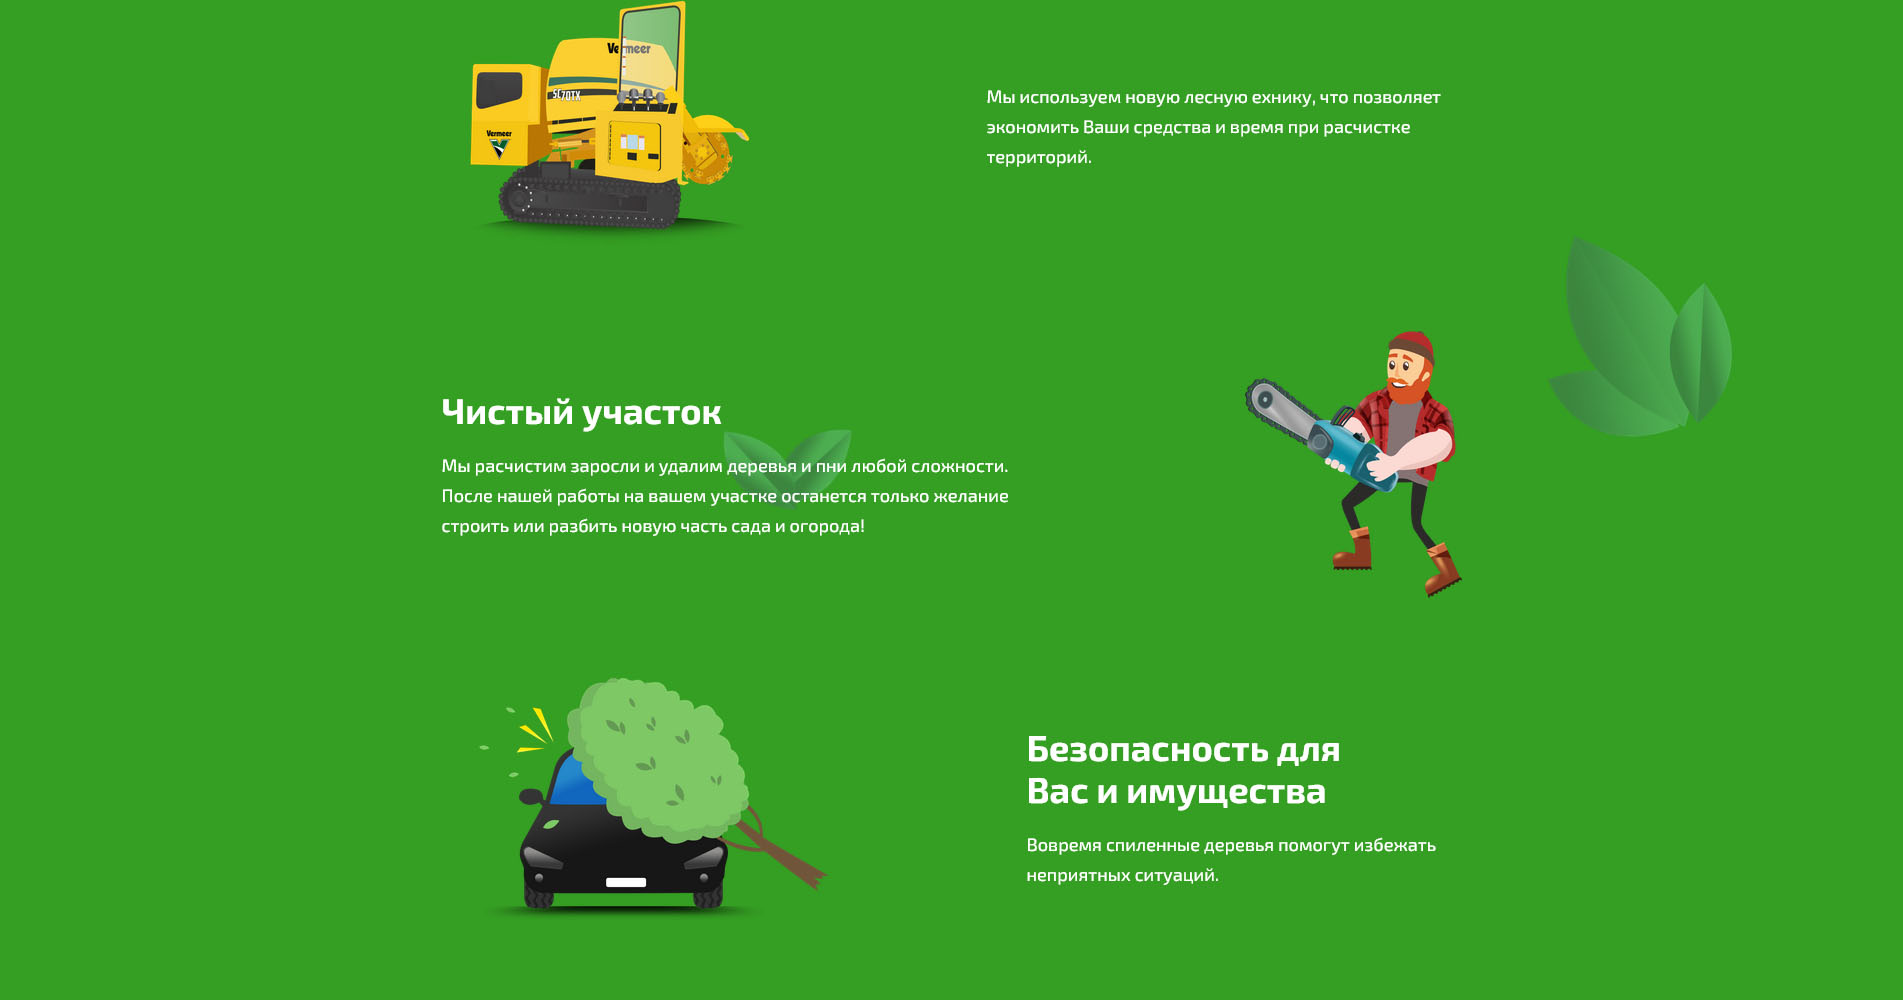 Vermeer
SC70TX
Vermeer
Мы используем новую лесную ехнику, что позволяет
экономить Ваши средства и время при расчистке
территорий.
Чистый участок
Мы расчистим заросли и удалим деревья и пни любой сложности.
После нашей работы на вашем участке останется только желание
строить или разбить новую часть сада и огорода!
Безопасность для
Вас и имущества
Вовремя спиленные деревья помогут избежать
неприятных ситуаций.